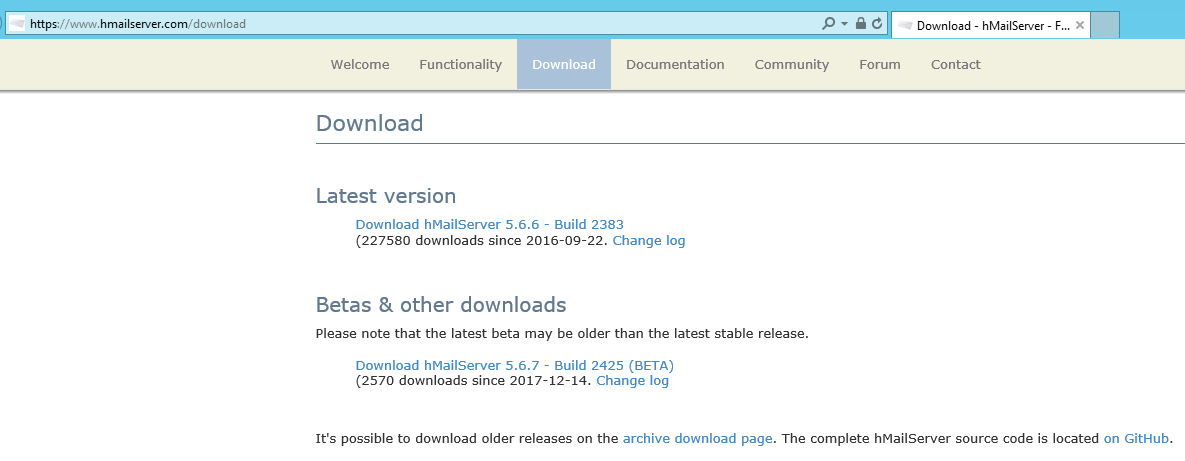 https://www.hmailserver.com/download
Download - hMailServer - F...
Welcome Functionality Download Documentation Community Forum Contact
Download
Latest version
Download hMailServer 5.6.6 - Build 2383
(227580 downloads since 2016-09-22. Change log
Betas & other downloads
Please note that the latest beta may be older than the latest stable release.
Download hMailServer 5.6.7 - Build 2425 (BETA)
(2570 downloads since 2017-12-14. Change log
It's possible to download older releases on the archive download page. The complete hMailServer source code is located on GitHub.